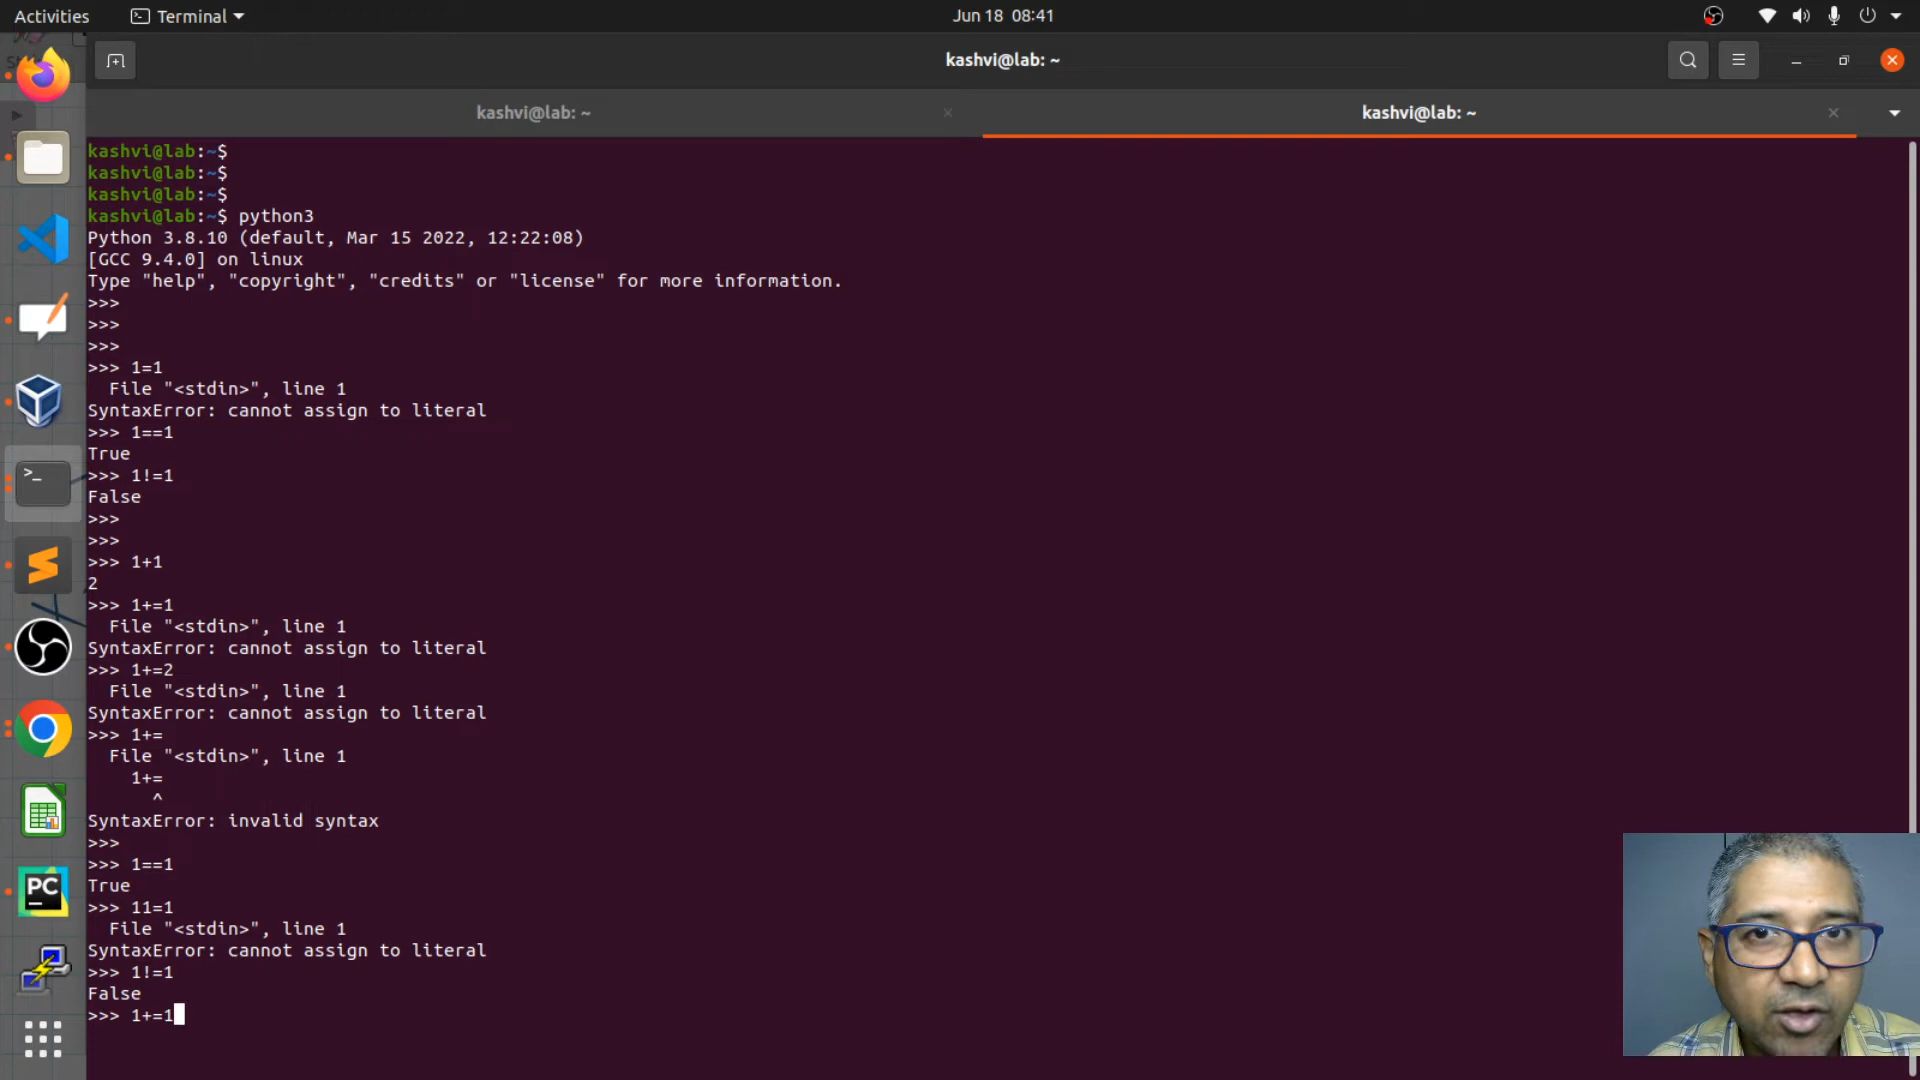 Activities
Terminal
Jun 18 08:41
kashvi@lab: ~
kashvi@lab: ~
kashvi@lab: ~
kashvi@lab:~$
kashvi@lab:~$
kashvi@lab:~$
kashvi@lab:~$ python3
Python 3.8.10 (default, Mar 15 2022, 12:22:08)
[GCC 9.4.0] on linux
Type "help", "copyright", "credits" or "license" for more information.
>>>
>>>
>>>
>>> 1=1
File "<stdin>", line 1
SyntaxError: cannot assign to literal
>>> 1==1
True
>>> 1!=1
False
>>>
>>>
>>> 1+1
2
>>> 1+=1
File "<stdin>", line 1
SyntaxError: cannot assign to literal
>>> 1+=2
File "<stdin>", line 1
SyntaxError: cannot assign to literal
>>> 1+=
File "<stdin>", line 1
1+=
^
SyntaxError: invalid syntax
>>>
>>> 1==1
True
>>> 11=1
File "<stdin>", line 1
SyntaxError: cannot assign to literal
>>> 1!=1
False
>>> 1+=1
PC